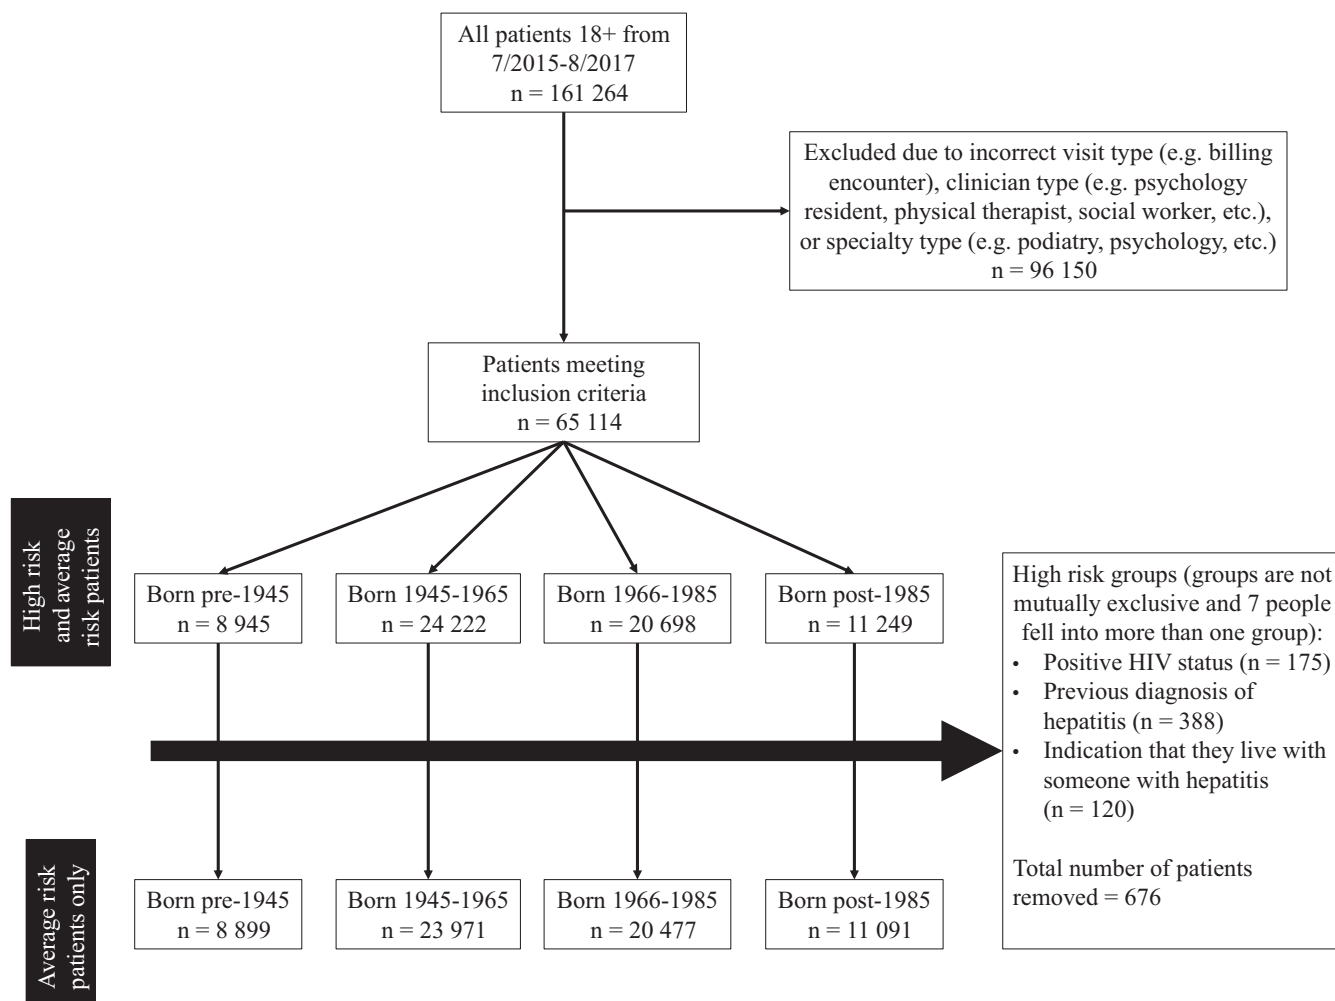 All patients 18+ from
7/2015-8/2017
n = 161 264
Excluded due to incorrect visit type (e.g. billing
encounter), clinician type (e.g. psychology
resident, physical therapist, social worker, etc.),
or specialty type (e.g. podiatry, psychology, etc.)
n = 96 150
Patients meeting
inclusion criteria
n = 65 114
High risk
and average
risk patients
Born pre-1945
n = 8 945
Born 1945-1965
n = 24 222
Born 1966-1985
n = 20 698
Born post-1985
n = 11 249
High risk groups (groups are not
mutually exclusive and 7 people
fell into more than one group):
• Positive HIV status (n = 175)
• Previous diagnosis of
hepatitis (n = 388)
• Indication that they live with
someone with hepatitis
(n = 120)
Total number of patients
removed = 676
Average risk
patients only
Born pre-1945
n = 8 899
Born 1945-1965
n = 23 971
Born 1966-1985
n = 20 477
Born post-1985
n = 11 091